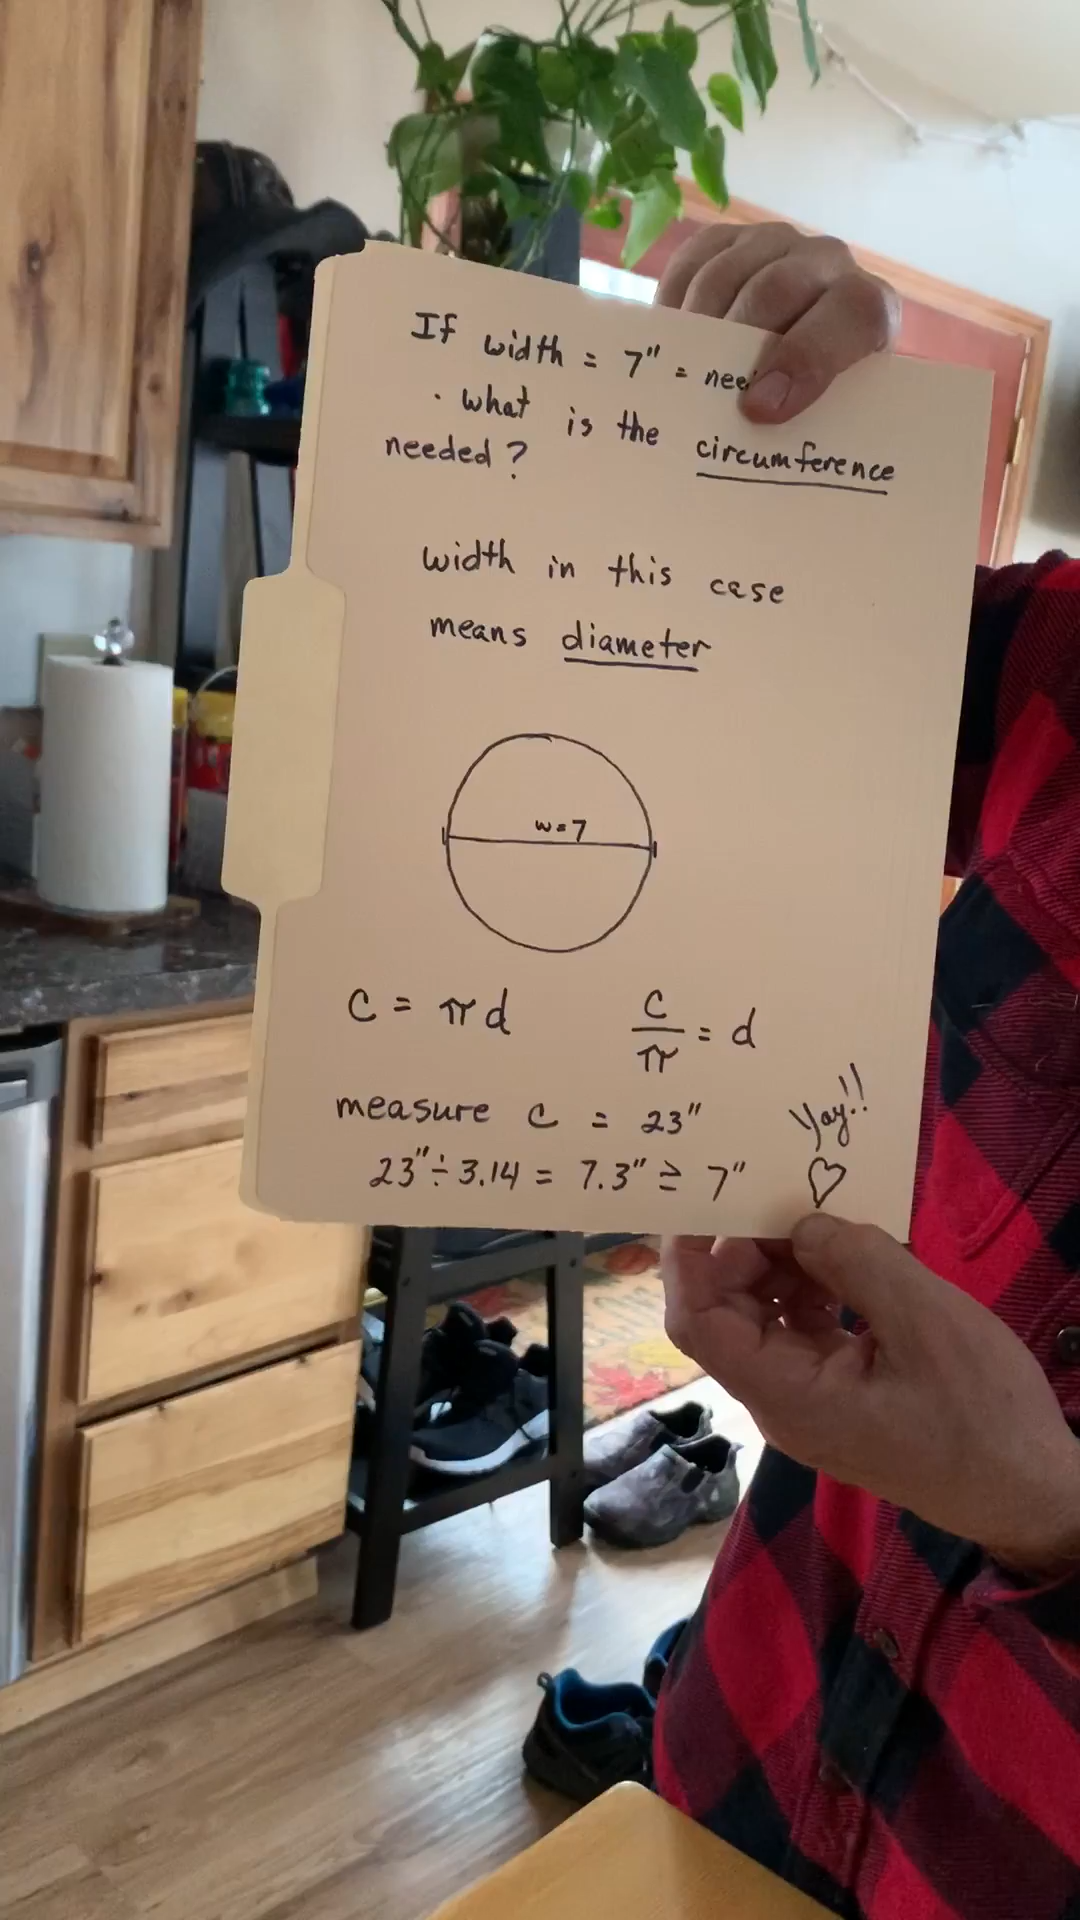 If width = 7" = nee
. what is the circumference
needed?
width in this case
means diameter
w = 7
C = π d
C/π = d
measure C = 23"
Yay!!
23" ÷ 3.14 = 7.3" ≥ 7" ♡